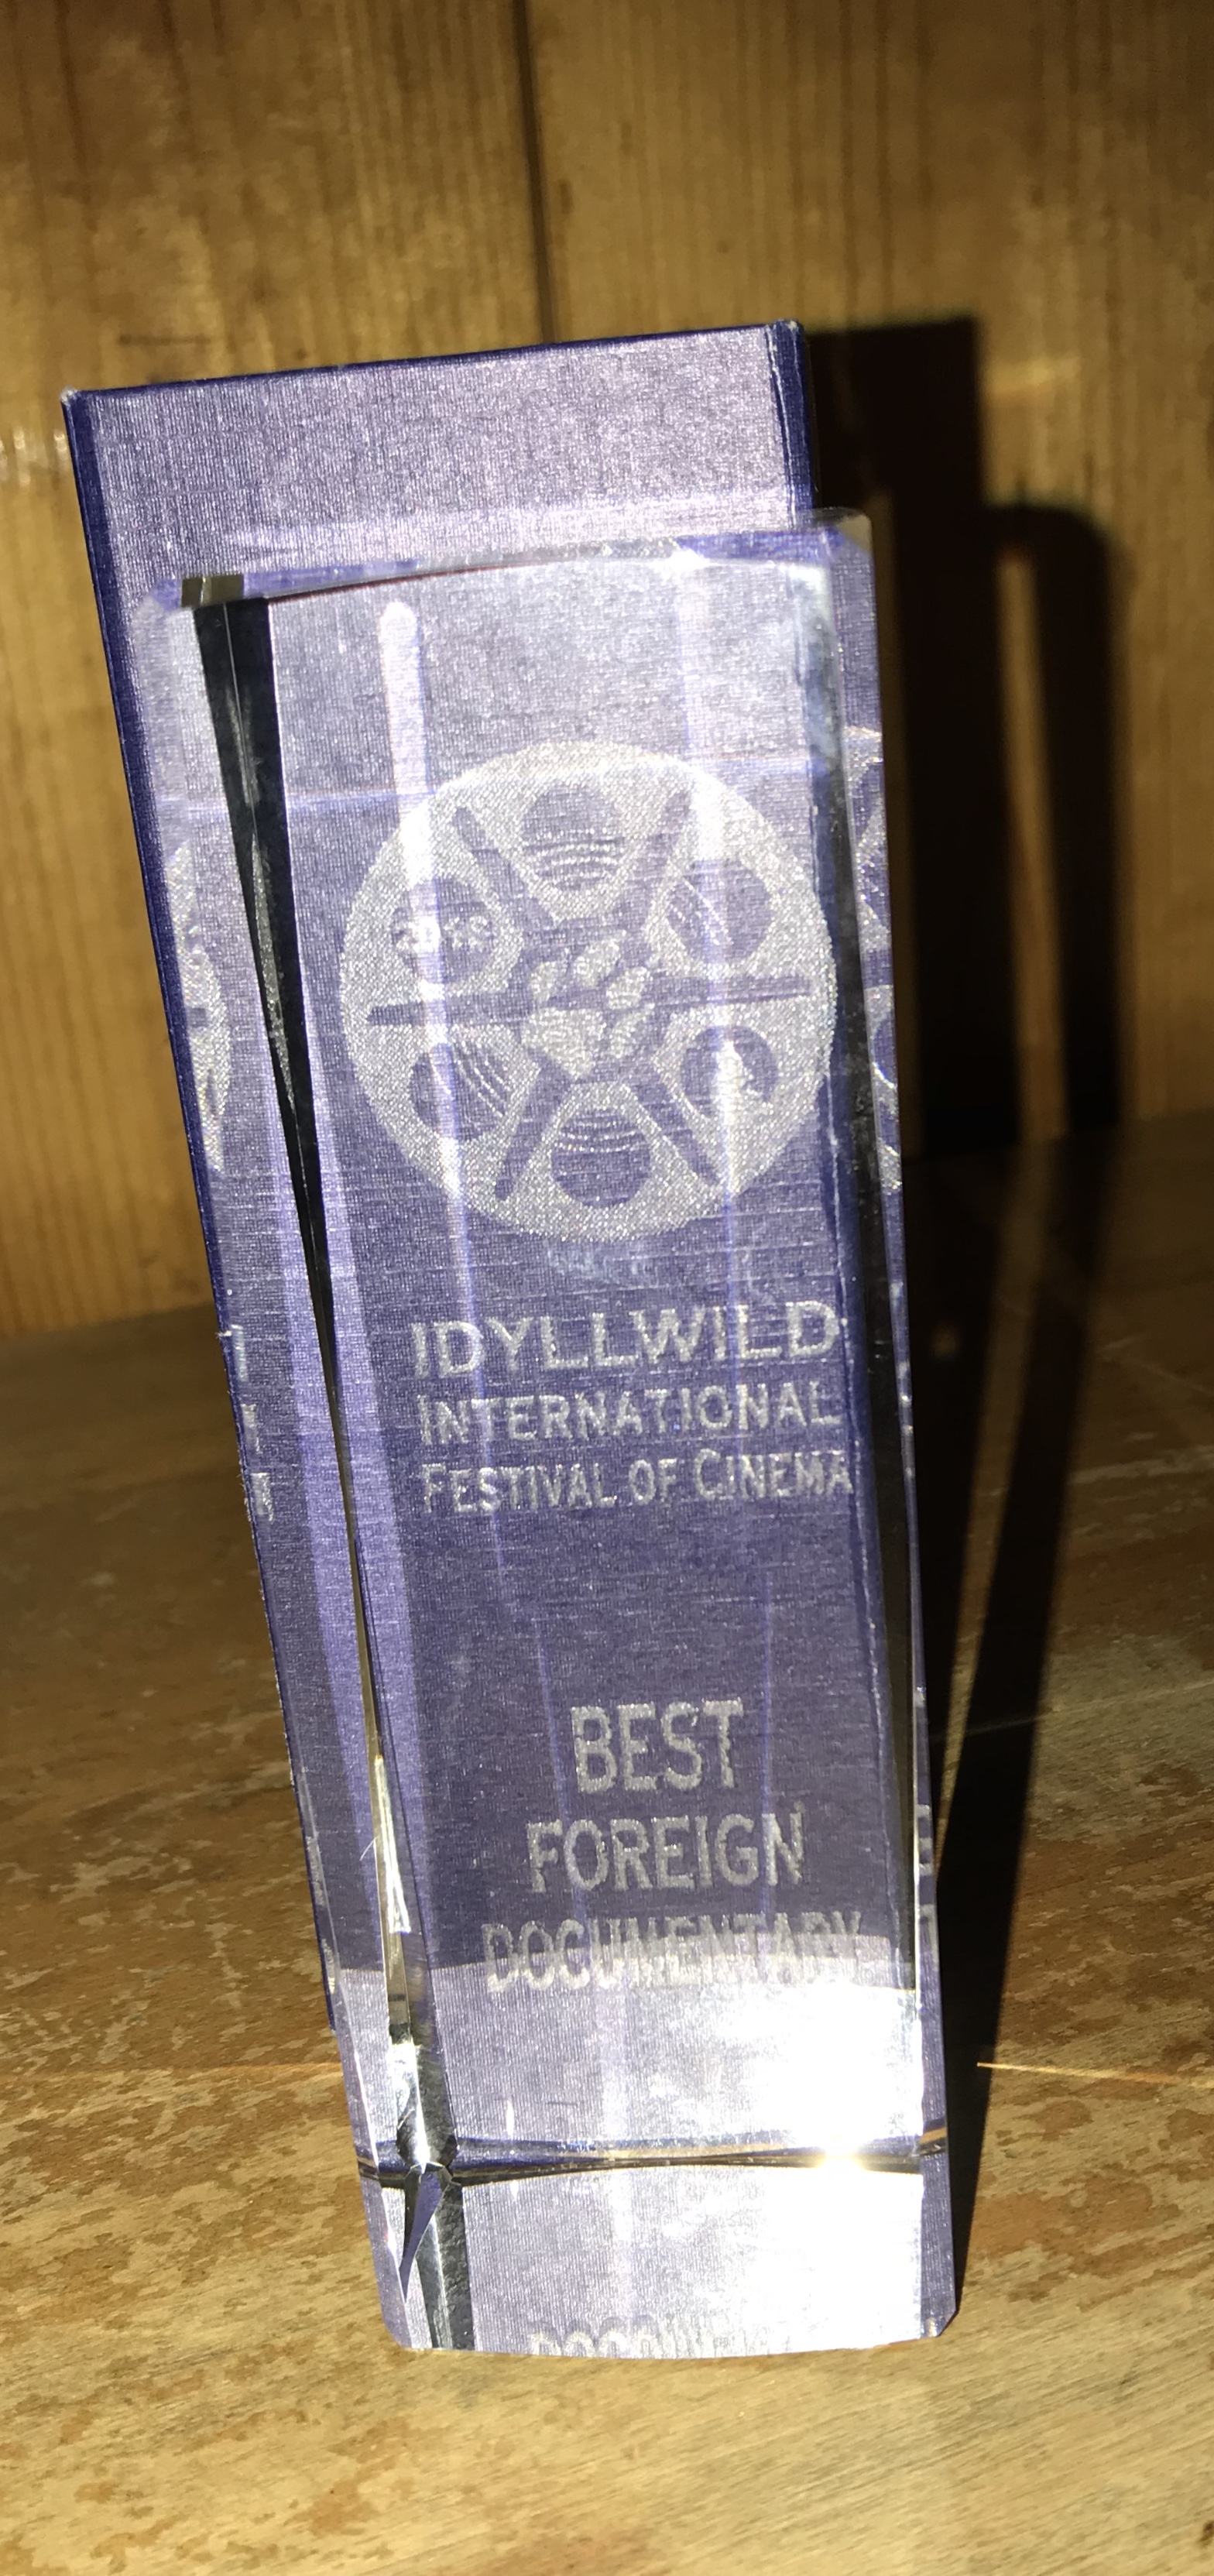 IDYLLWILD
INTERNATIONAL
FESTIVAL OF CINEMA
BEST
FOREIGN
DOCUMENTARY